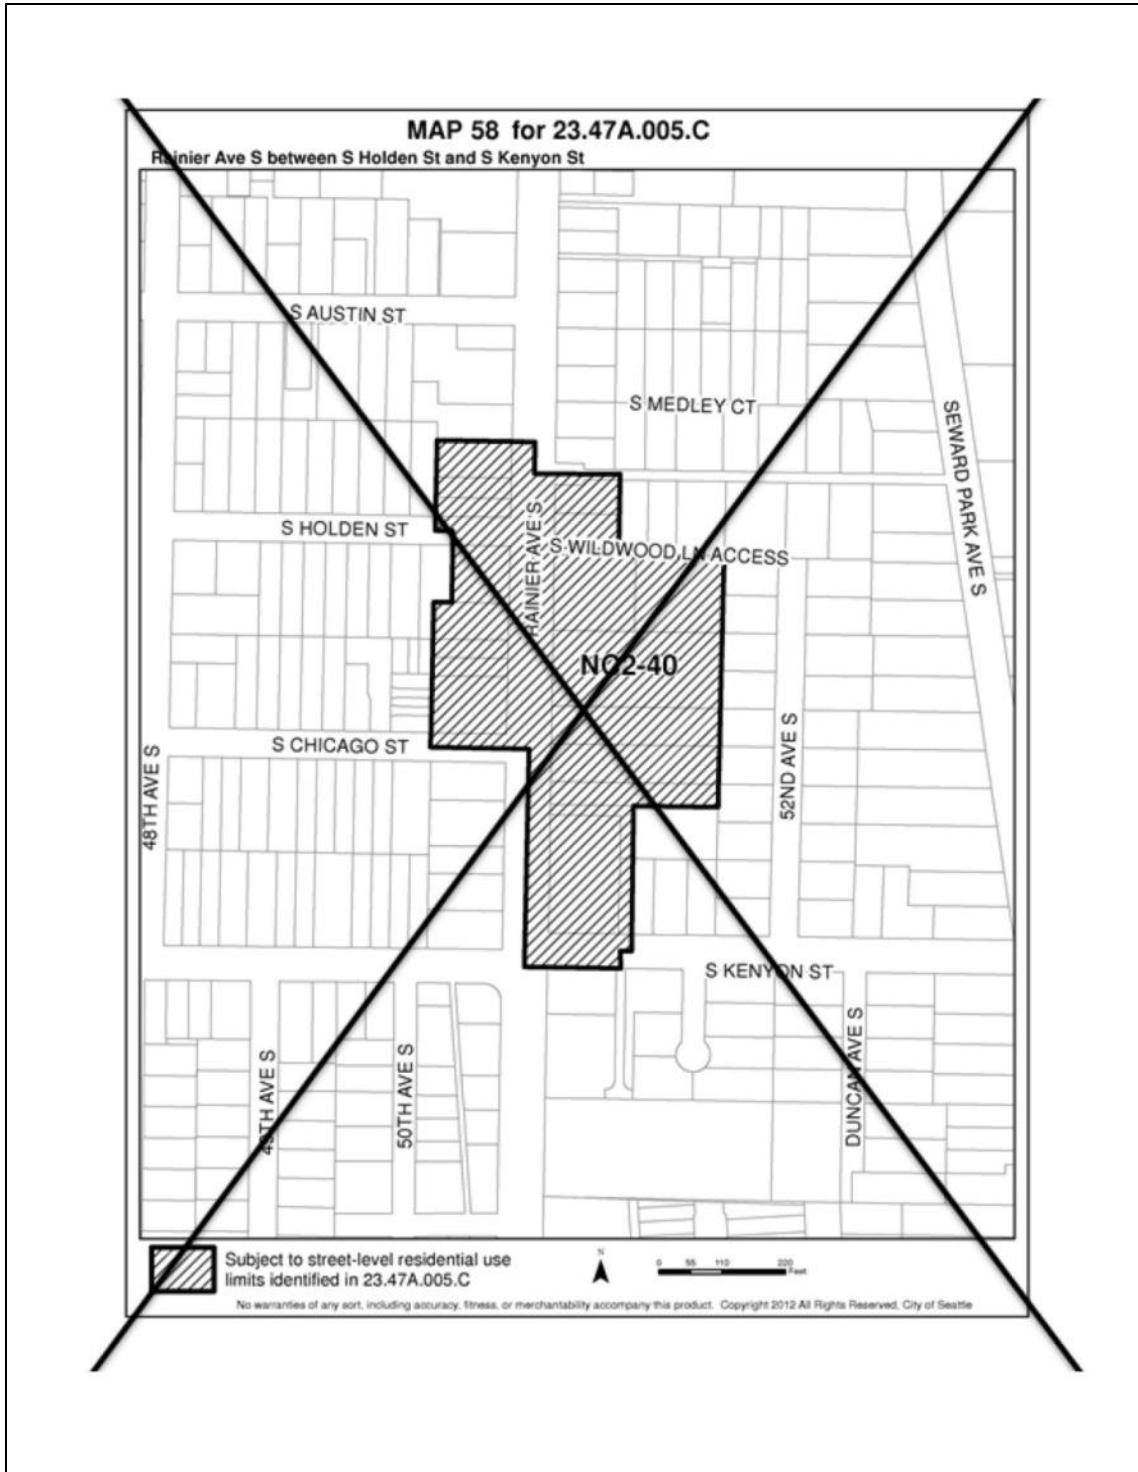 MAP 58 for 23.47A.005.C
Rainier Ave S between S Holden St and S Kenyon St
S AUSTIN ST
S MEDLEY CT
SEWARD PARK AVE S
S HOLDEN ST
RAINIER AVE S
S WILDWOOD LN ACCESS
NC2-40
S CHICAGO ST
48TH AVE S
52ND AVE S
S KENYON ST
49TH AVE S
50TH AVE S
DUNCAN AVE S
Subject to street-level residential use
limits identified in 23.47A.005.C
N
0 55 110 220
Feet
No warranties of any sort, including accuracy, fitness, or merchantability accompany this product. Copyright 2012 All Rights Reserved, City of Seattle